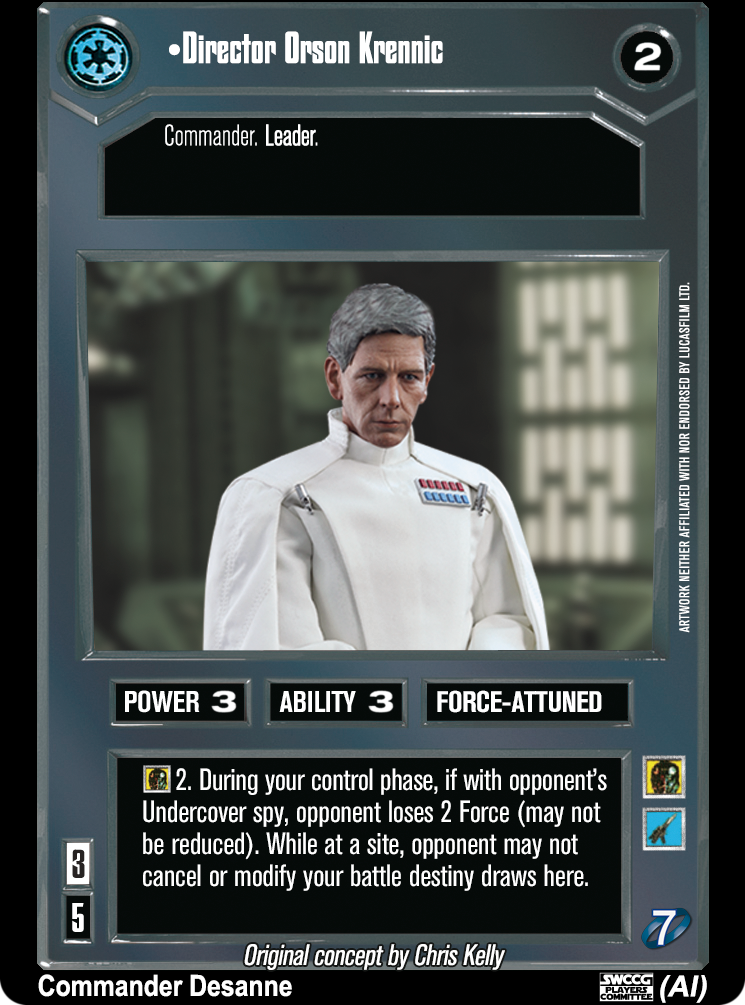 •Director Orson Krennic
2
Commander. Leader.
ARTWORK NEITHER AFFILIATED WITH NOR ENDORSED BY LUCASFILM LTD.
POWER 3
ABILITY 3
FORCE-ATTUNED
2. During your control phase, if with opponent's
Undercover spy, opponent loses 2 Force (may not
be reduced). While at a site, opponent may not
cancel or modify your battle destiny draws here.
3
5
7
Original concept by Chris Kelly
Commander Desanne
SWCCG
PLAYERS
COMMITTEE
(AI)